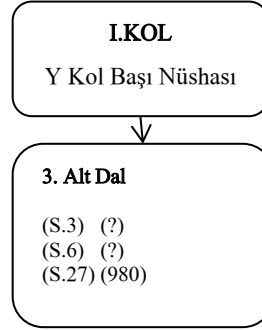 I.KOL
Y Kol Başı Nüshası
3. Alt Dal
(S.3) (?)
(S.6) (?)
(S.27) (980)